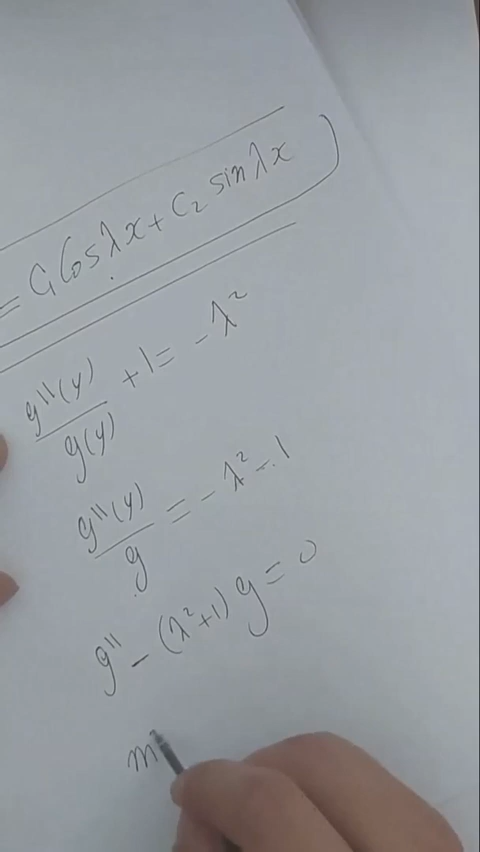 = C₁ Cos λx + C₂ sin λx
g''(y)/g(y) + 1 = -λ²
g''(y)/g = -λ² - 1
g'' - (λ²+1) g = 0
m